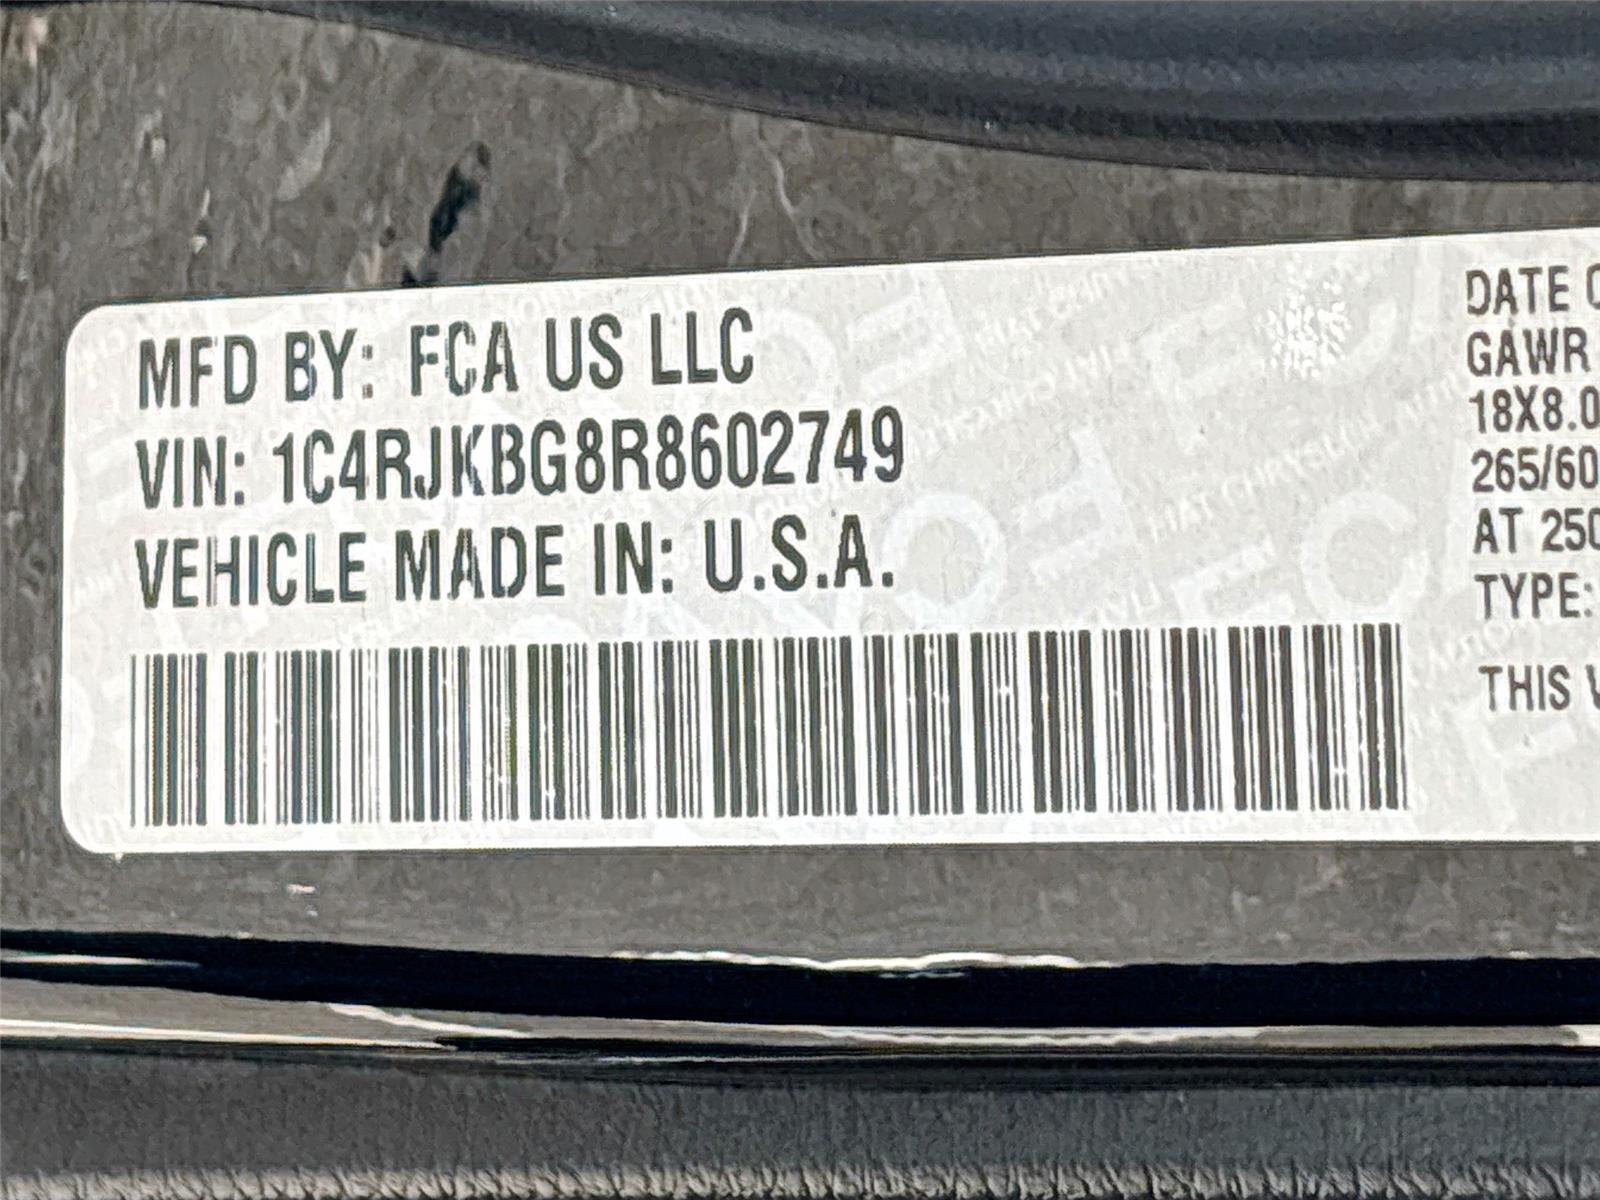 MFD BY: FCA US LLC
VIN: 1C4RJKBG8R8602749
VEHICLE MADE IN: U.S.A.
DATE O
GAWR
18X8.0
265/60
AT 250
TYPE:
THIS V